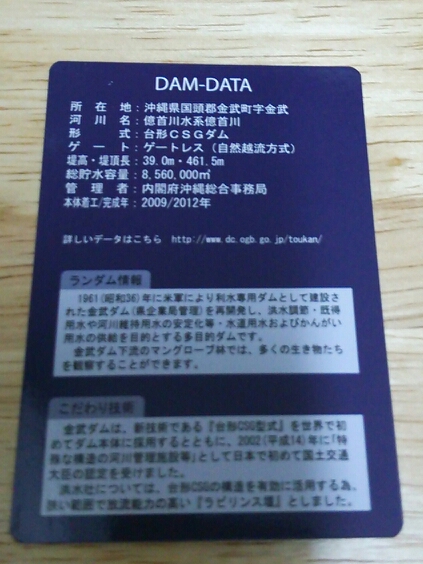 DAM-DATA
所在地：沖縄県国頭郡金武町字金武
河川名：億首川水系億首川
形式：台形ＣＳＧダム
ゲート：ゲートレス（自然越流方式）
堤高・堤頂長：39.0m・461.5m
総貯水容量：8,560,000㎥
管理者：内閣府沖縄総合事務局
本体着工/完成年：2009/2012年
詳しいデータはこちら http://www.dc.ogb.go.jp/toukan/
ランダム情報
1961(昭和36)年に米軍により利水専用ダムとして建設さ
れた金武ダム(県企業局管理)を再開発し、洪水調節・既得
用水や河川維持用水の安定化等・水道用水およびかんがい
用水の供給を目的とする多目的ダムです。
金武ダム下流のマングローブ林では、多くの生き物たち
を観察することができます。
こだわり技術
金武ダムは、新技術である『台形CSG型式』を世界で初
めてダム本体に採用するとともに、2002(平成14)年に「特
殊な構造の河川管理施設等」として日本で初めて国土交通
大臣の認定を受けました。
洪水吐については、台形CSGの構造を有効に活用する為、
狭い範囲で放流能力の高い『ラビリンス堰』としました。